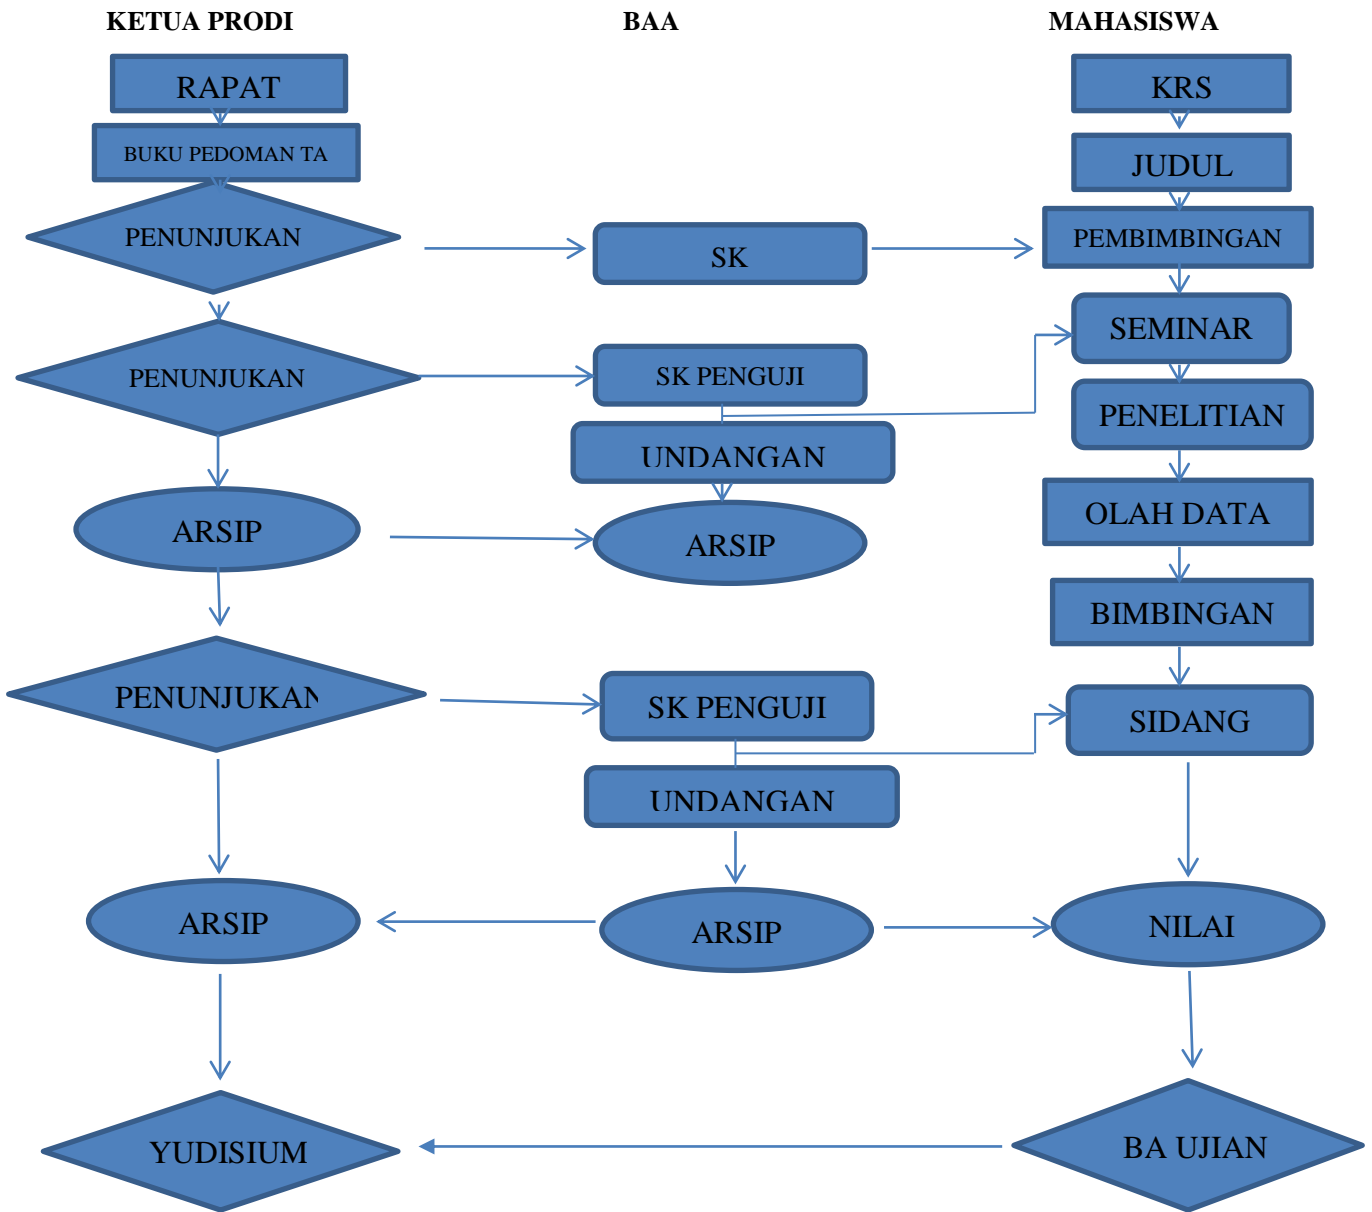 KETUA PRODI BAA MAHASISWA
RAPAT KRS
BUKU PEDOMAN TA JUDUL
PENUNJUKAN SK PEMBIMBINGAN
SEMINAR
PENUNJUKAN SK PENGUJI
PENELITIAN
UNDANGAN
ARSIP ARSIP OLAH DATA
BIMBINGAN
PENUNJUKAN SK PENGUJI SIDANG
UNDANGAN
ARSIP ARSIP NILAI
YUDISIUM BA UJIAN